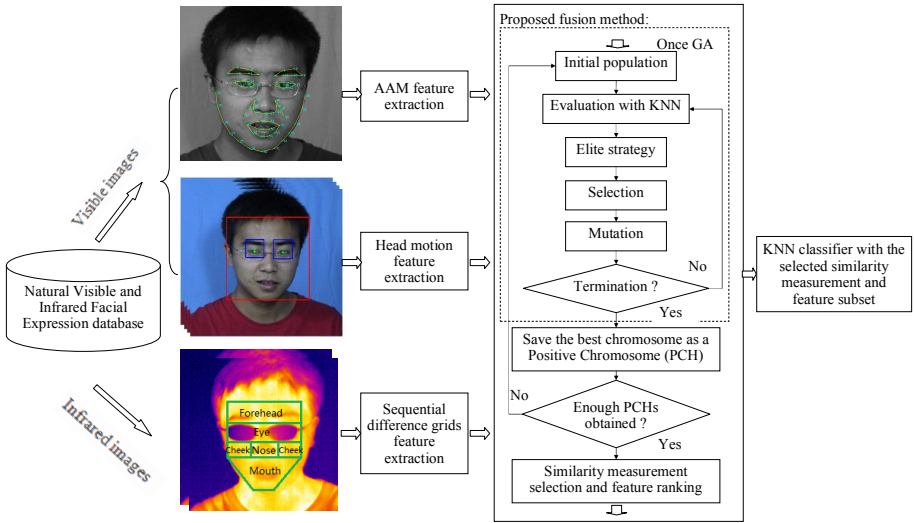 Proposed fusion method:
Once GA
Initial population
Evaluation with KNN
Elite strategy
Selection
Mutation
Termination ?
No
Yes
Save the best chromosome as a
Positive Chromosome (PCH)
No
Enough PCHs
obtained ?
Yes
Similarity measurement
selection and feature ranking
AAM feature
extraction
Head motion
feature
extraction
Sequential
difference grids
feature
extraction
Visible images
Natural Visible and
Infrared Facial
Expression database
Infrared images
Forehead
Eye
Cheek Nose Cheek
Mouth
KNN classifier with the
selected similarity
measurement and
feature subset